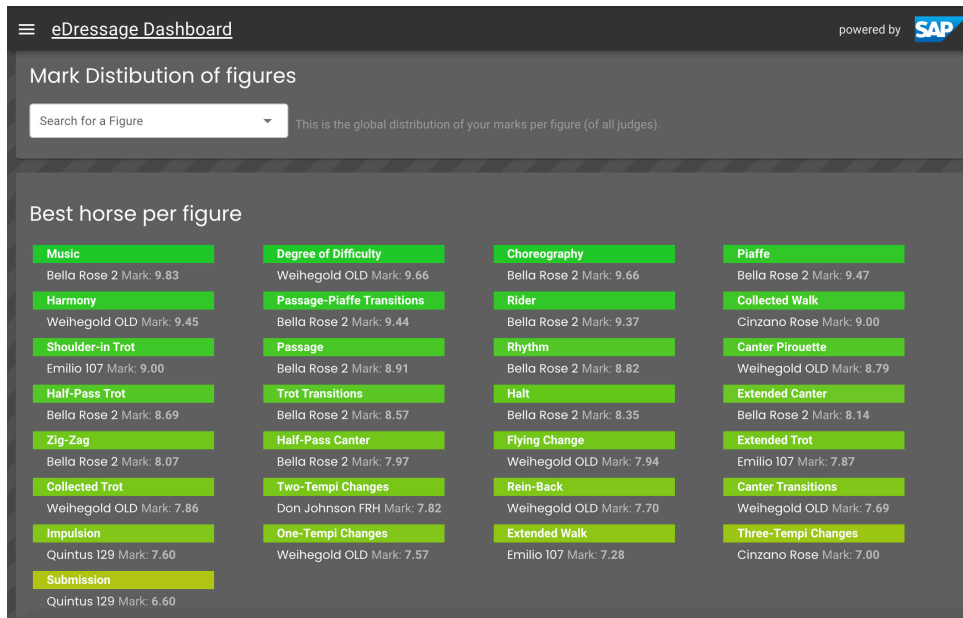 eDressage Dashboard
powered by SAP
Mark Distibution of figures
Search for a Figure
This is the global distribution of your marks per figure (of all judges).
Best horse per figure
Music Degree of Difficulty Choreography Piaffe
Bella Rose 2 Mark: 9.83 Weihegold OLD Mark: 9.66 Bella Rose 2 Mark: 9.66 Bella Rose 2 Mark: 9.47
Harmony Passage-Piaffe Transitions Rider Collected Walk
Weihegold OLD Mark: 9.45 Bella Rose 2 Mark: 9.44 Bella Rose 2 Mark: 9.37 Cinzano Rose Mark: 9.00
Shoulder-in Trot Passage Rhythm Canter Pirouette
Emilio 107 Mark: 9.00 Bella Rose 2 Mark: 8.91 Bella Rose 2 Mark: 8.82 Weihegold OLD Mark: 8.79
Half-Pass Trot Trot Transitions Halt Extended Canter
Bella Rose 2 Mark: 8.69 Bella Rose 2 Mark: 8.57 Bella Rose 2 Mark: 8.35 Bella Rose 2 Mark: 8.14
Zig-Zag Half-Pass Canter Flying Change Extended Trot
Bella Rose 2 Mark: 8.07 Bella Rose 2 Mark: 7.97 Weihegold OLD Mark: 7.94 Emilio 107 Mark: 7.87
Collected Trot Two-Tempi Changes Rein-Back Canter Transitions
Weihegold OLD Mark: 7.86 Don Johnson FRH Mark: 7.82 Weihegold OLD Mark: 7.70 Weihegold OLD Mark: 7.69
Impulsion One-Tempi Changes Extended Walk Three-Tempi Changes
Quintus 129 Mark: 7.60 Weihegold OLD Mark: 7.57 Emilio 107 Mark: 7.28 Cinzano Rose Mark: 7.00
Submission
Quintus 129 Mark: 6.60